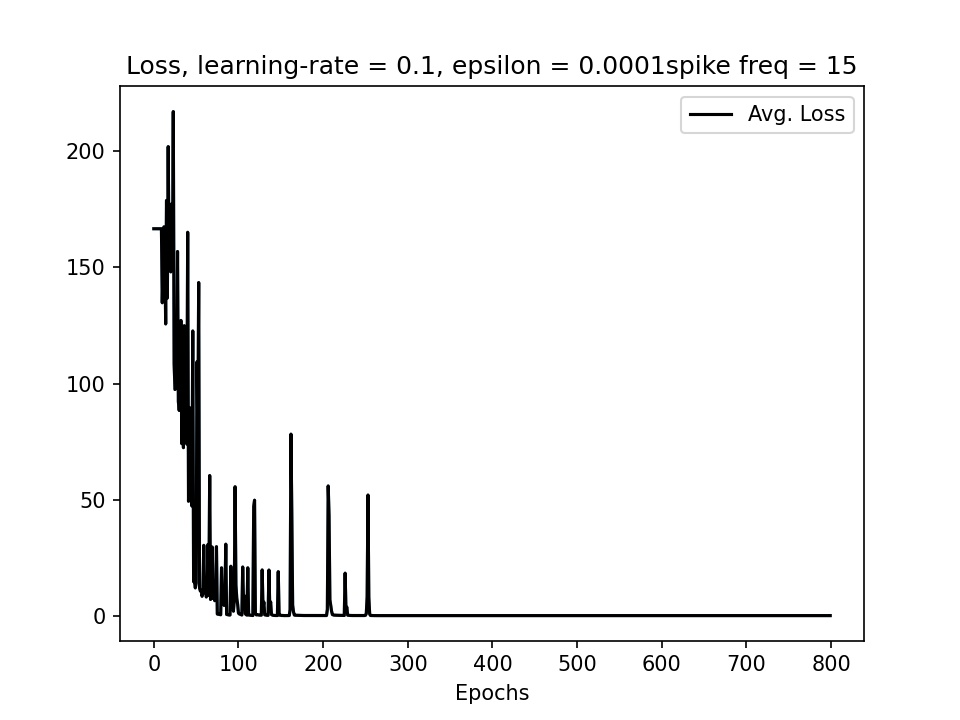 Loss, learning-rate = 0.1, epsilon = 0.0001spike freq = 15
Avg. Loss
200
150
100
50
0
0 100 200 300 400 500 600 700 800
Epochs